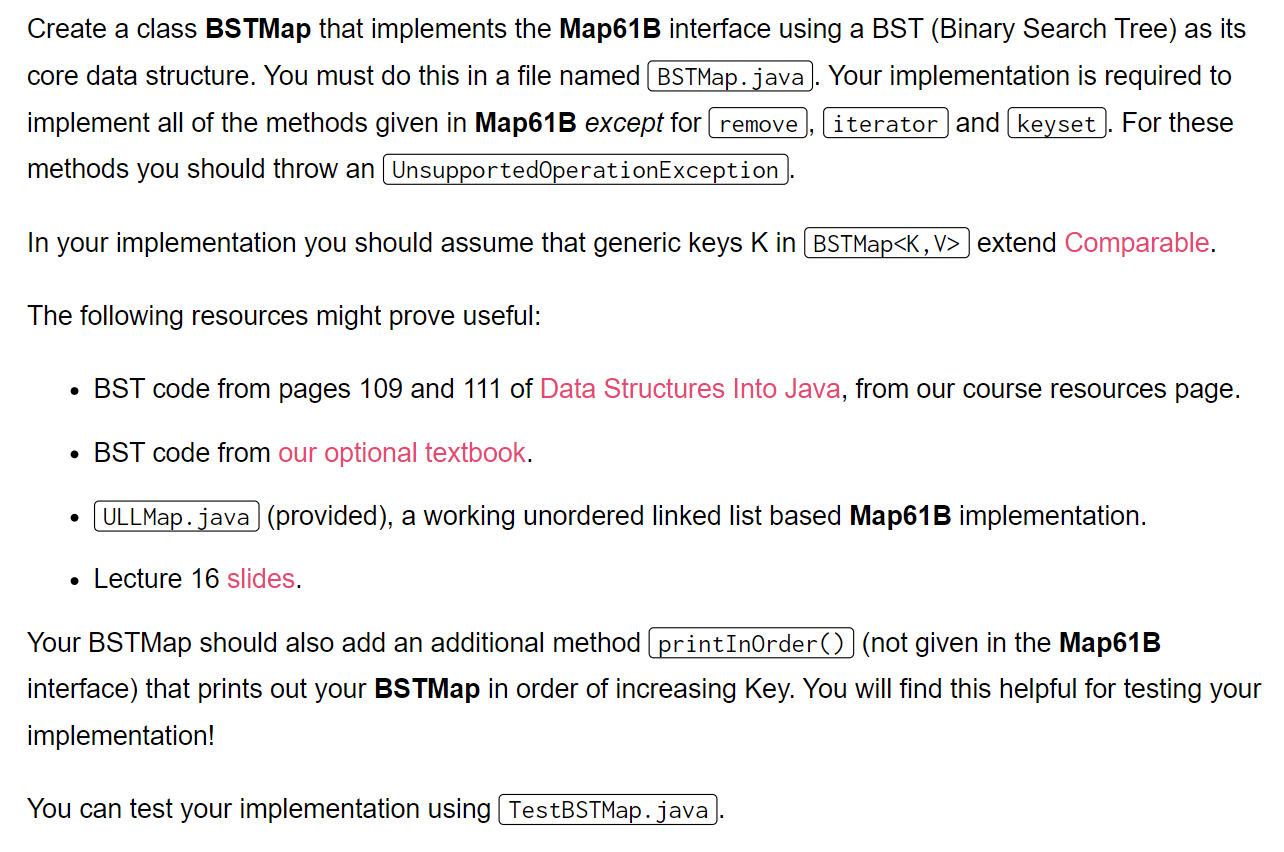 Create a class BSTMap that implements the Map61B interface using a BST (Binary Search Tree) as its
core data structure. You must do this in a file named BSTMap.java. Your implementation is required to
implement all of the methods given in Map61B except for remove, iterator and keyset. For these
methods you should throw an UnsupportedOperationException.
In your implementation you should assume that generic keys K in BSTMap<K,V> extend Comparable.
The following resources might prove useful:
• BST code from pages 109 and 111 of Data Structures Into Java, from our course resources page.
• BST code from our optional textbook.
• ULLMap.java (provided), a working unordered linked list based Map61B implementation.
• Lecture 16 slides.
Your BSTMap should also add an additional method printInOrder() (not given in the Map61B
interface) that prints out your BSTMap in order of increasing Key. You will find this helpful for testing your
implementation!
You can test your implementation using TestBSTMap.java.